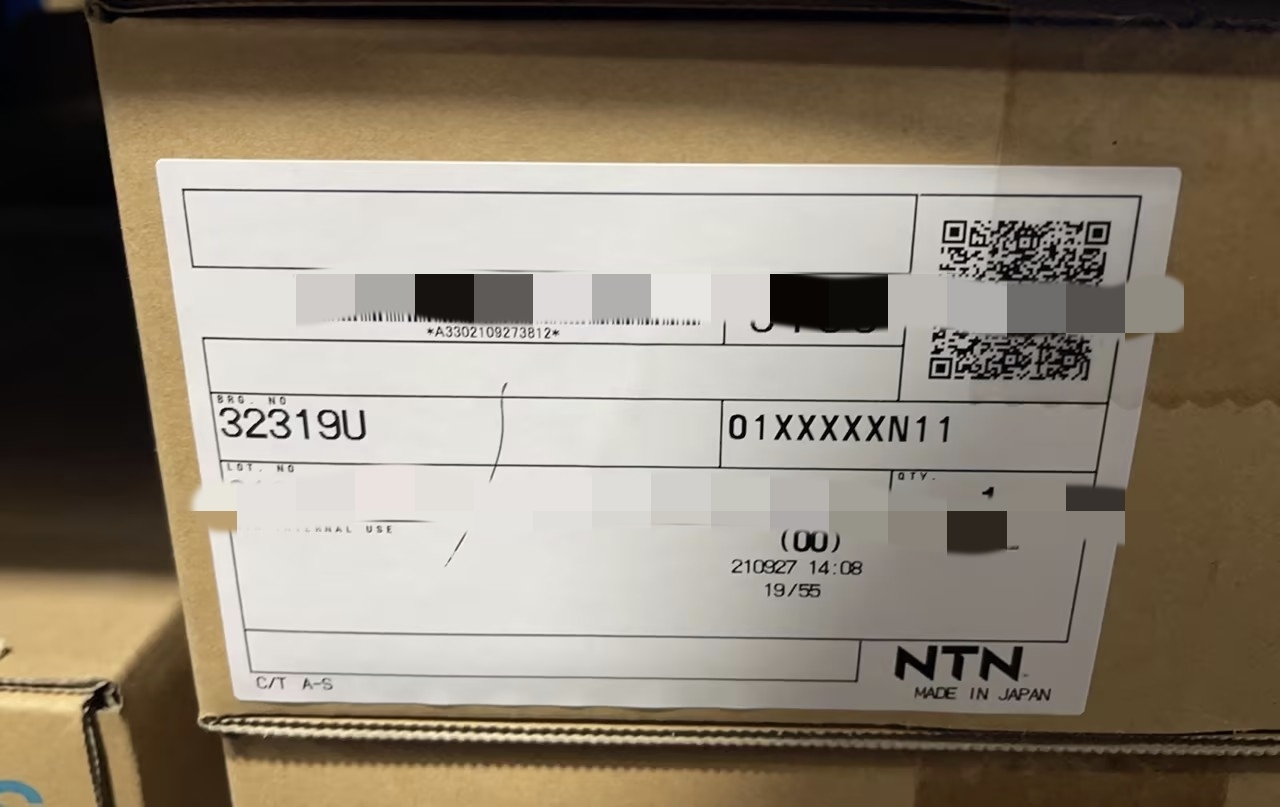 *A3302109273812*
BRG. NO
32319U
01XXXXXN11
LOT. NO
QTY.
INTERNAL USE
(00)
210927 14:08
19/55
NTN
C/T A-S
MADE IN JAPAN